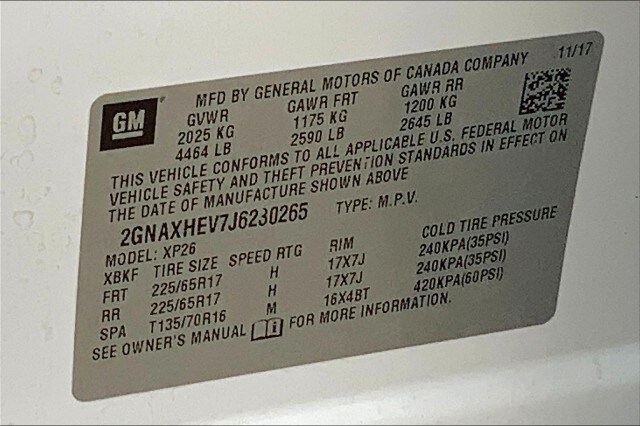 GM
MFD BY GENERAL MOTORS OF CANADA COMPANY 11/17
GVWR GAWR FRT GAWR RR
2025 KG 1175 KG 1200 KG
4464 LB 2590 LB 2645 LB
THIS VEHICLE CONFORMS TO ALL APPLICABLE U.S. FEDERAL MOTOR
VEHICLE SAFETY AND THEFT PREVENTION STANDARDS IN EFFECT ON
THE DATE OF MANUFACTURE SHOWN ABOVE
2GNAXHEV7J6230265 TYPE: M.P.V.
MODEL: XP26
XBKF TIRE SIZE SPEED RTG RIM COLD TIRE PRESSURE
FRT 225/65R17 H 17X7J 240KPA(35PSI)
RR 225/65R17 H 17X7J 240KPA(35PSI)
SPA T135/70R16 M 16X4BT 420KPA(60PSI)
SEE OWNER'S MANUAL FOR MORE INFORMATION.